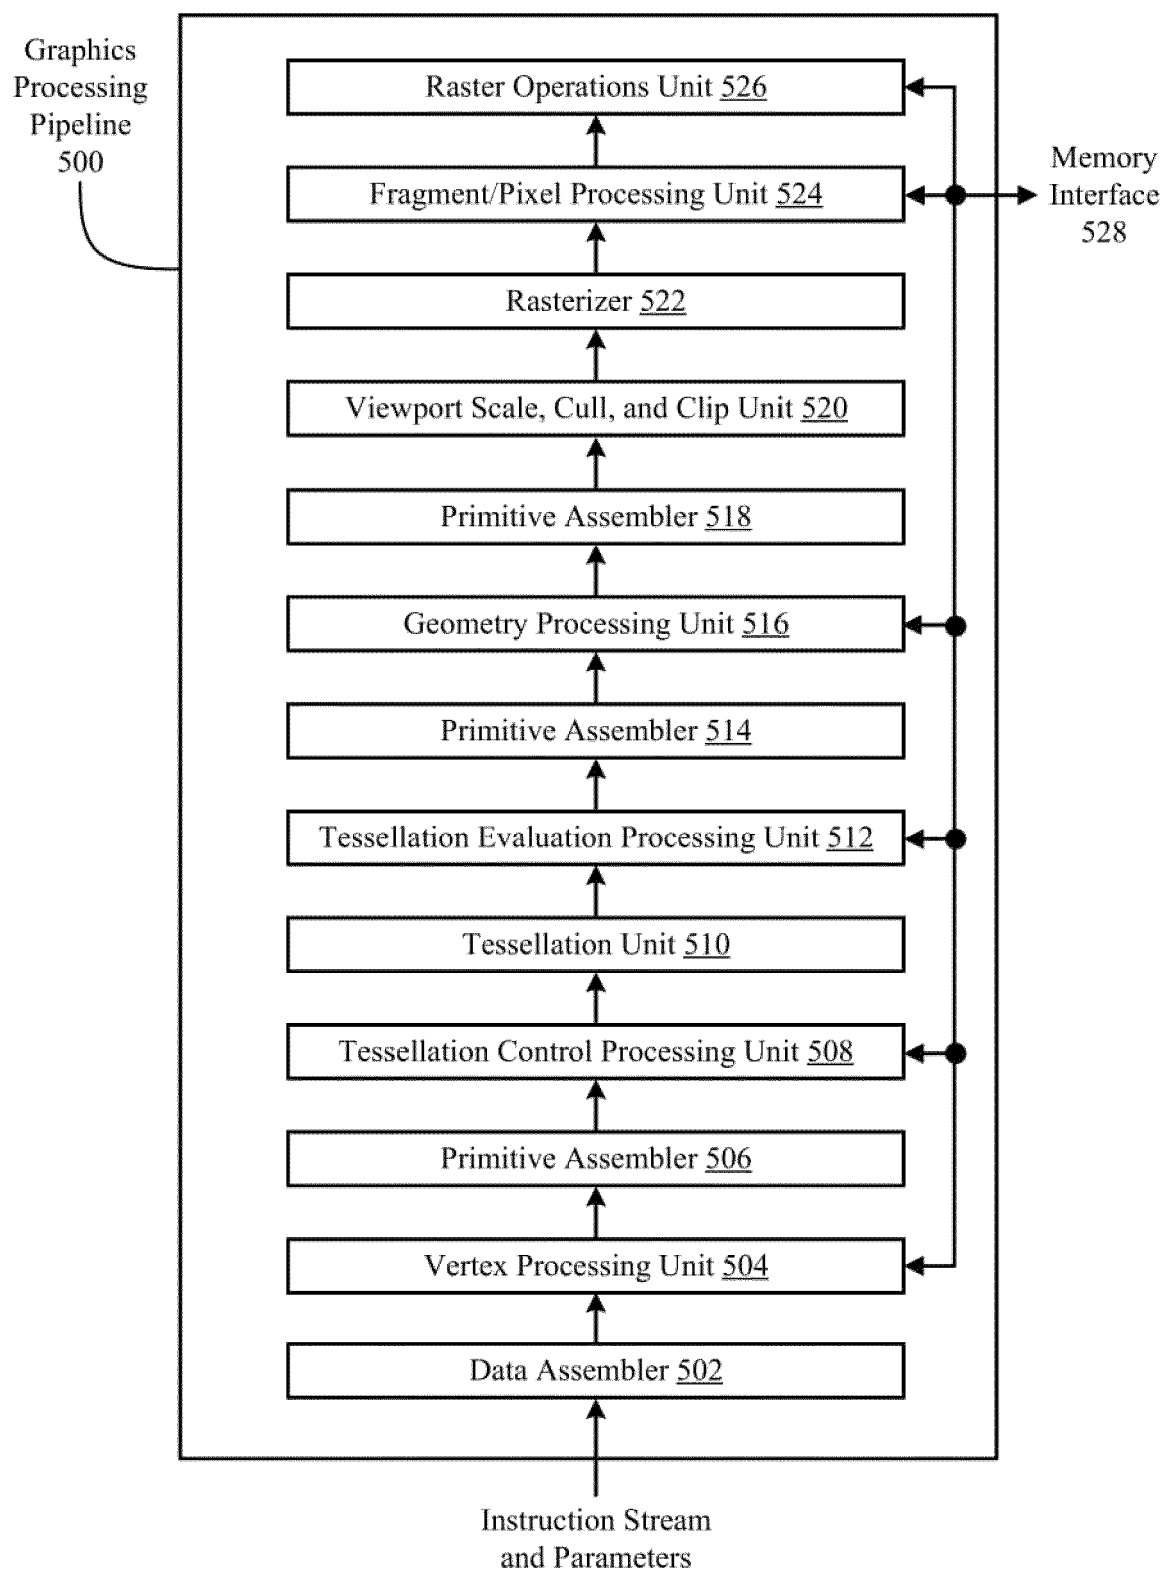 Graphics
Processing
Pipeline
500
Raster Operations Unit 526
Fragment/Pixel Processing Unit 524
Memory
Interface
528
Rasterizer 522
Viewport Scale, Cull, and Clip Unit 520
Primitive Assembler 518
Geometry Processing Unit 516
Primitive Assembler 514
Tessellation Evaluation Processing Unit 512
Tessellation Unit 510
Tessellation Control Processing Unit 508
Primitive Assembler 506
Vertex Processing Unit 504
Data Assembler 502
Instruction Stream
and Parameters